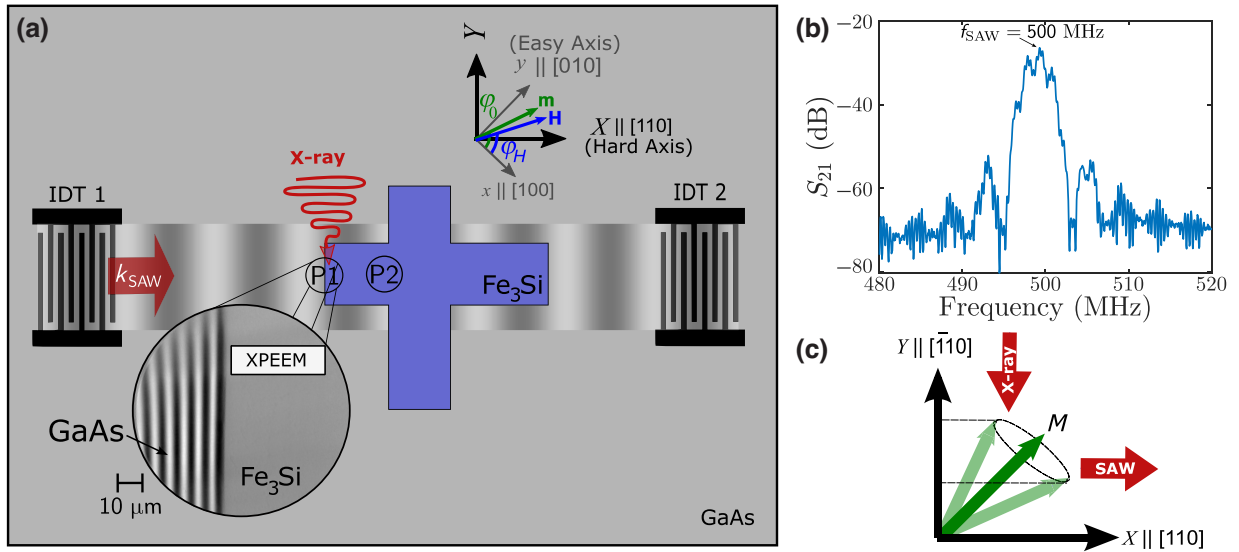 (a)
Y
(Easy Axis)
y || [010]
φ0
m
H
X || [110]
(Hard Axis)
φH
x || [100]
X-ray
IDT 1
IDT 2
kSAW
P1
P2
Fe3Si
XPEEM
GaAs
Fe3Si
10 μm
GaAs
(b)
fSAW = 500 MHz
S21 (dB)
−20
−40
−60
−80
480
490
500
510
520
Frequency (MHz)
(c)
Y || [1̅10]
X-ray
M
SAW
X || [110]